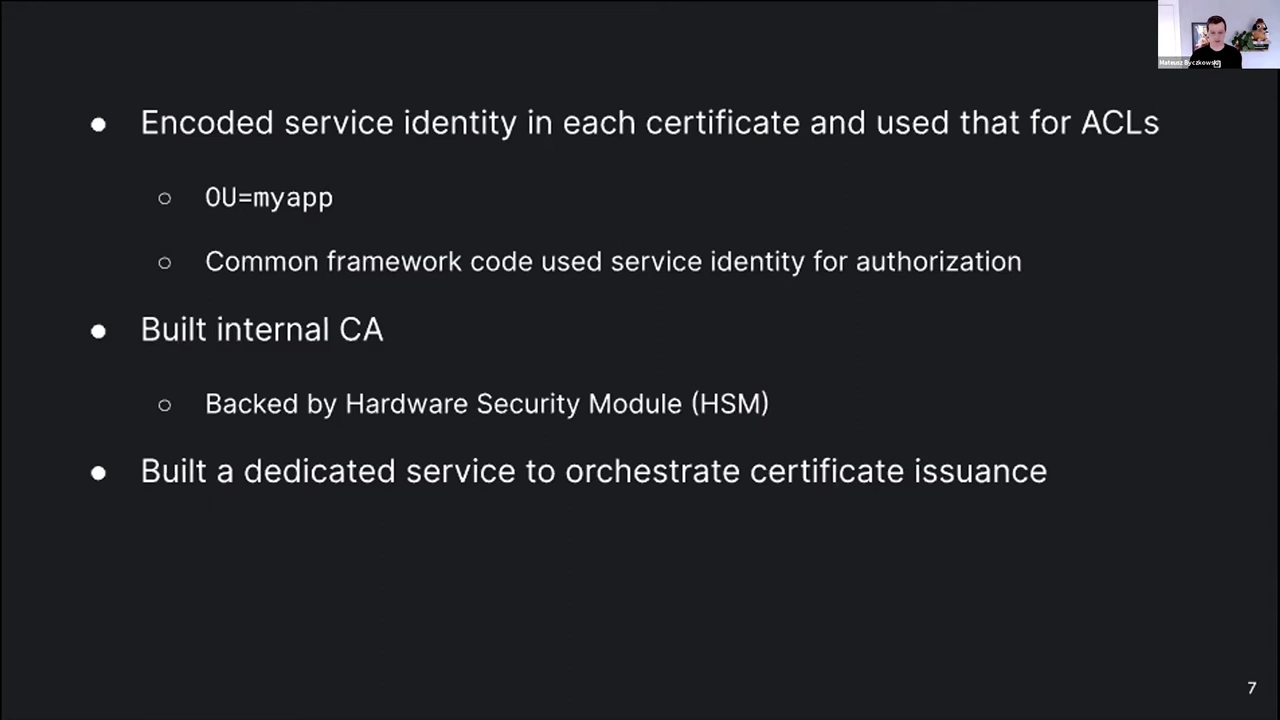 Mateusz Byczkowski
● Encoded service identity in each certificate and used that for ACLs
○ OU=myapp
○ Common framework code used service identity for authorization
● Built internal CA
○ Backed by Hardware Security Module (HSM)
● Built a dedicated service to orchestrate certificate issuance
7